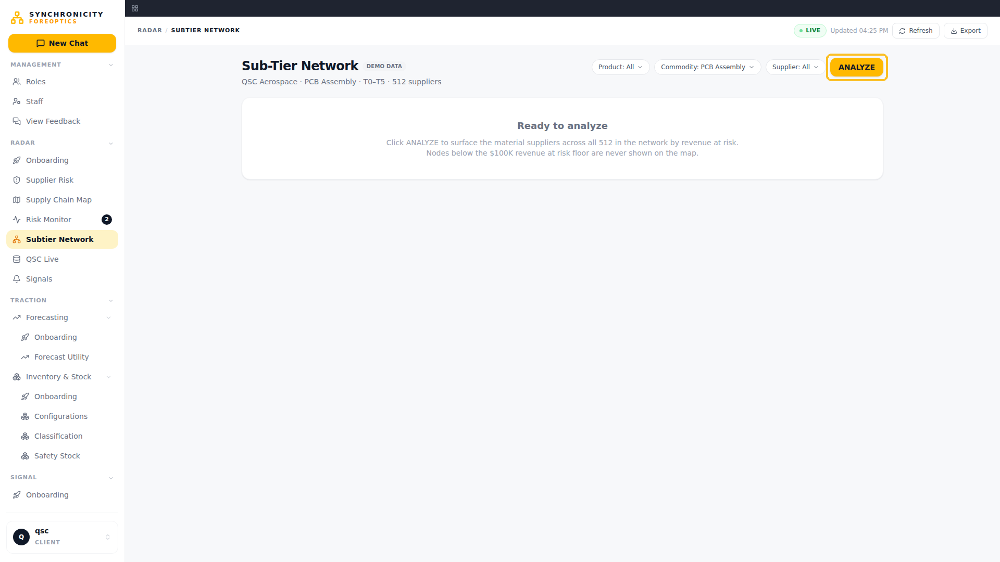 SYNCHRONICITY
FOREOPTICS
New Chat
MANAGEMENT
Roles
Staff
View Feedback
RADAR
Onboarding
Supplier Risk
Supply Chain Map
Risk Monitor 2
Subtier Network
QSC Live
Signals
TRACTION
Forecasting
Onboarding
Forecast Utility
Inventory & Stock
Onboarding
Configurations
Classification
Safety Stock
SIGNAL
Onboarding
Q
qsc
CLIENT
RADAR / SUBTIER NETWORK
LIVE Updated 04:25 PM Refresh Export
Sub-Tier Network DEMO DATA
QSC Aerospace · PCB Assembly · T0–T5 · 512 suppliers
Product: All Commodity: PCB Assembly Supplier: All ANALYZE
Ready to analyze
Click ANALYZE to surface the material suppliers across all 512 in the network by revenue at risk.
Nodes below the $100K revenue at risk floor are never shown on the map.